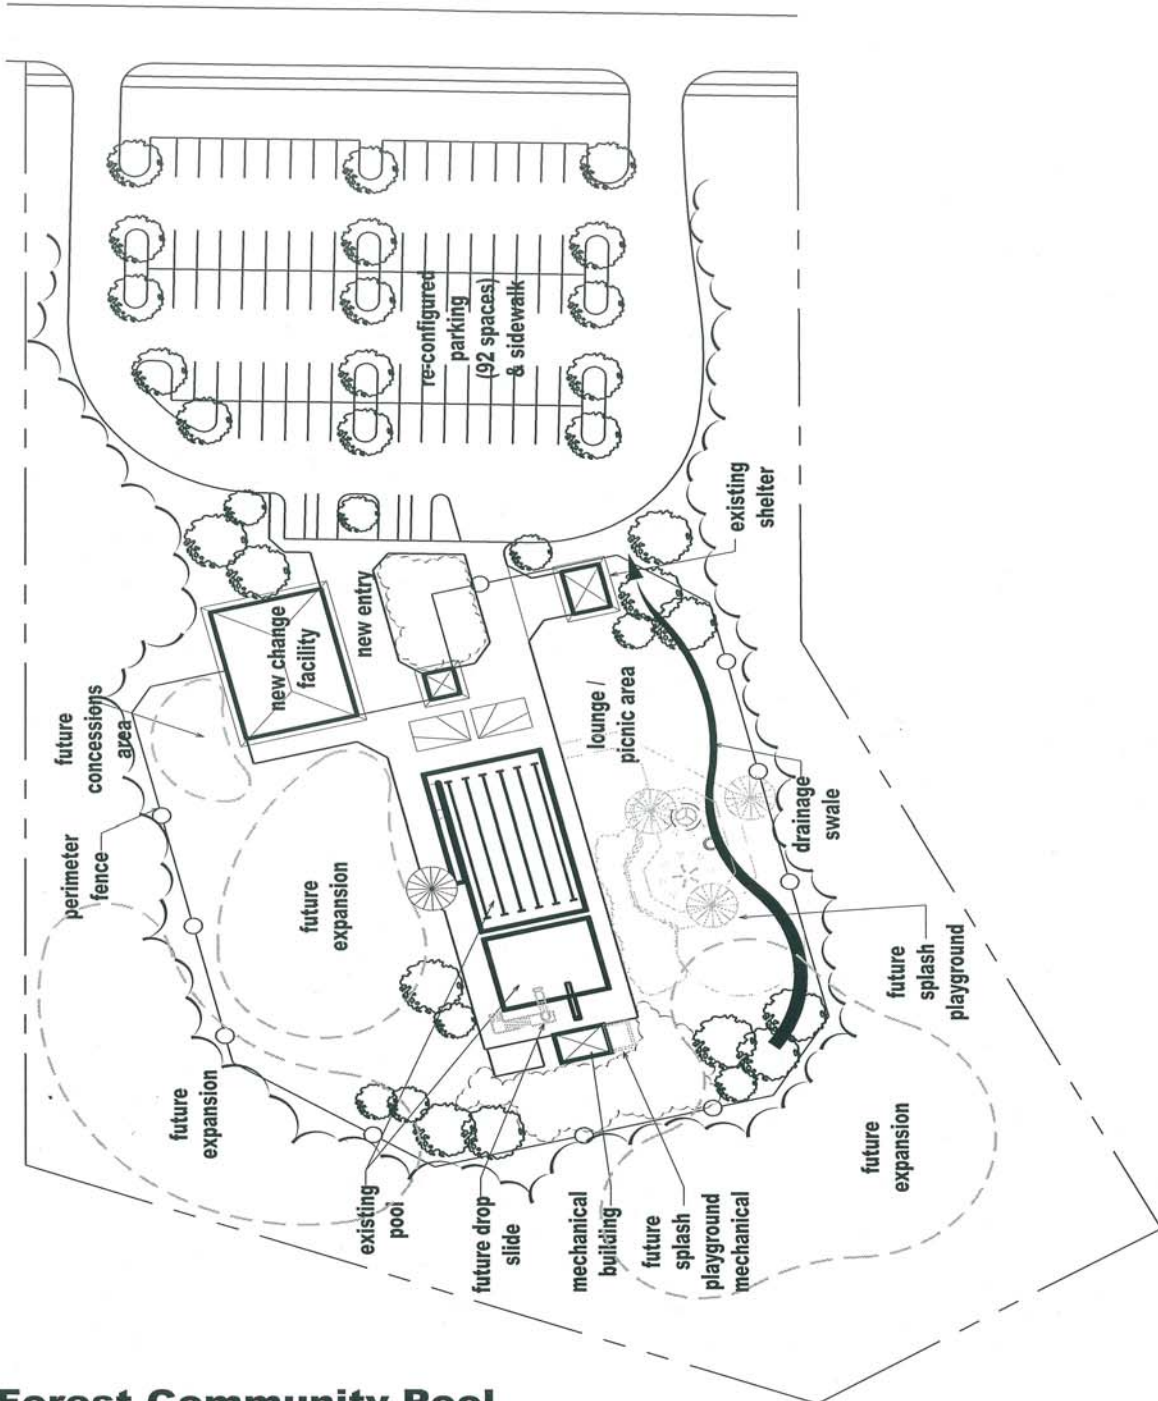 re-configured
parking
(92 spaces)
& sidewalk
existing
shelter
new change
facility
new entry
future
concessions
area
lounge /
picnic area
drainage
swale
perimeter
fence
future
expansion
future
splash
playground
future
expansion
future
expansion
existing
pool
future drop
slide
mechanical
building
future
splash
playground
mechanical
Forest Community Pool